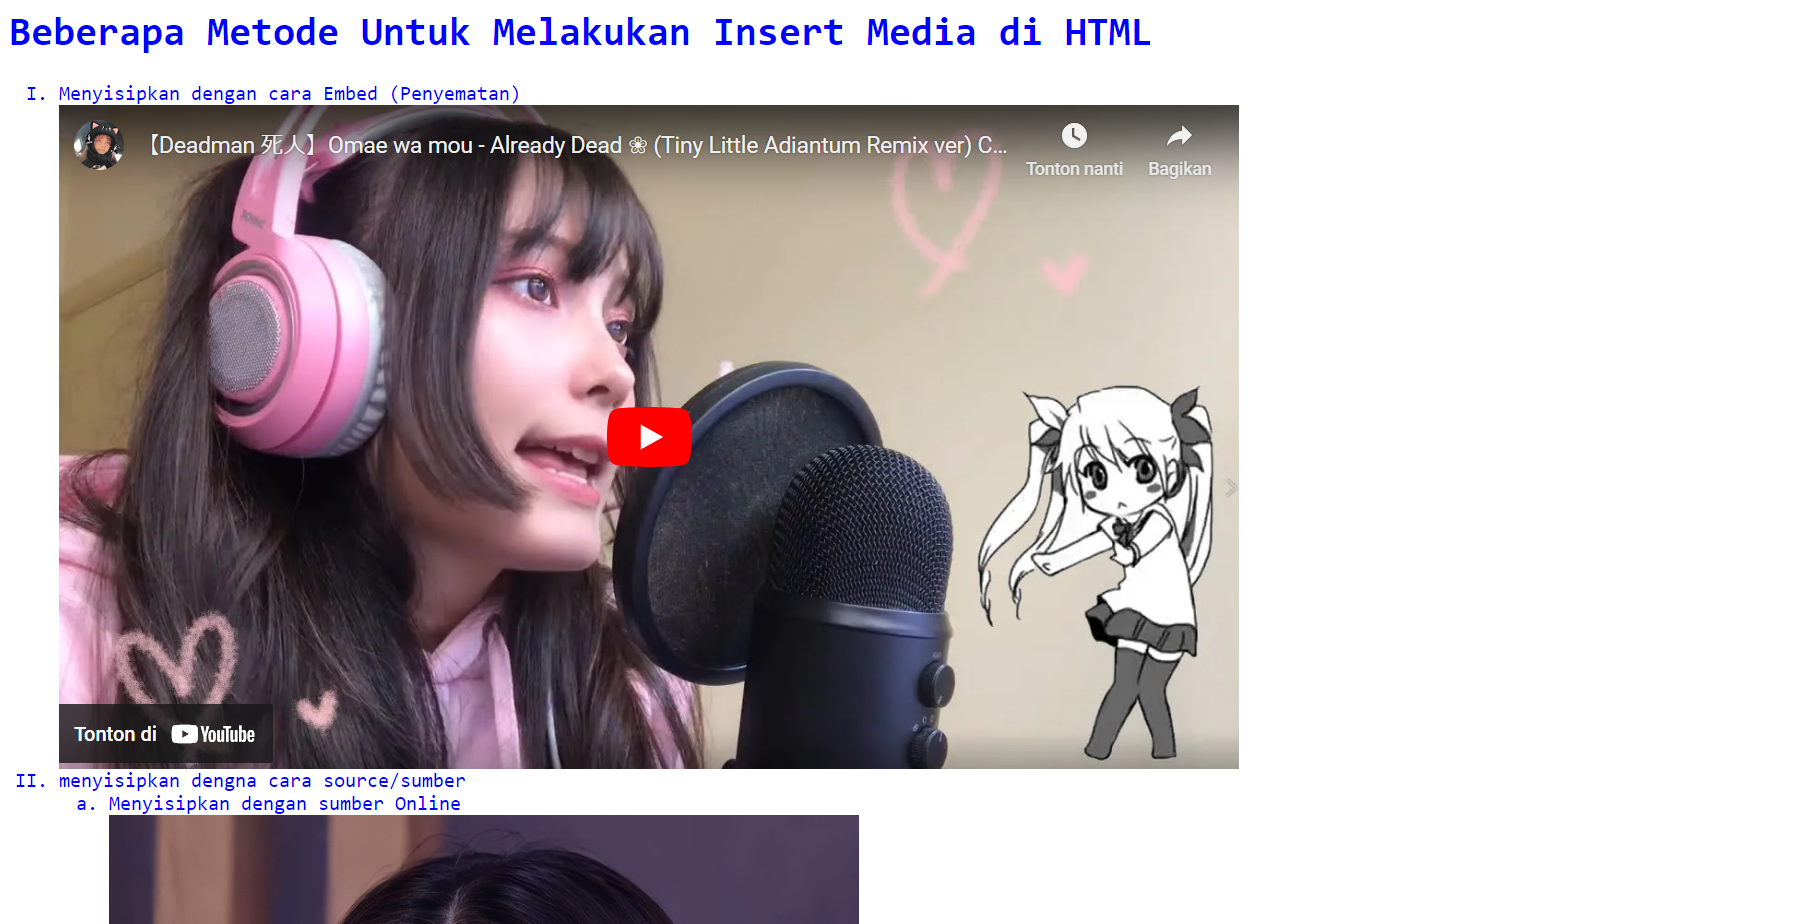 Beberapa Metode Untuk Melakukan Insert Media di HTML
I. Menyisipkan dengan cara Embed (Penyematan)
【Deadman 死人】Omae wa mou - Already Dead ❀ (Tiny Little Adiantum Remix ver) C...
Tonton nanti
Bagikan
Tonton di YouTube
II. menyisipkan dengna cara source/sumber
a. Menyisipkan dengan sumber Online